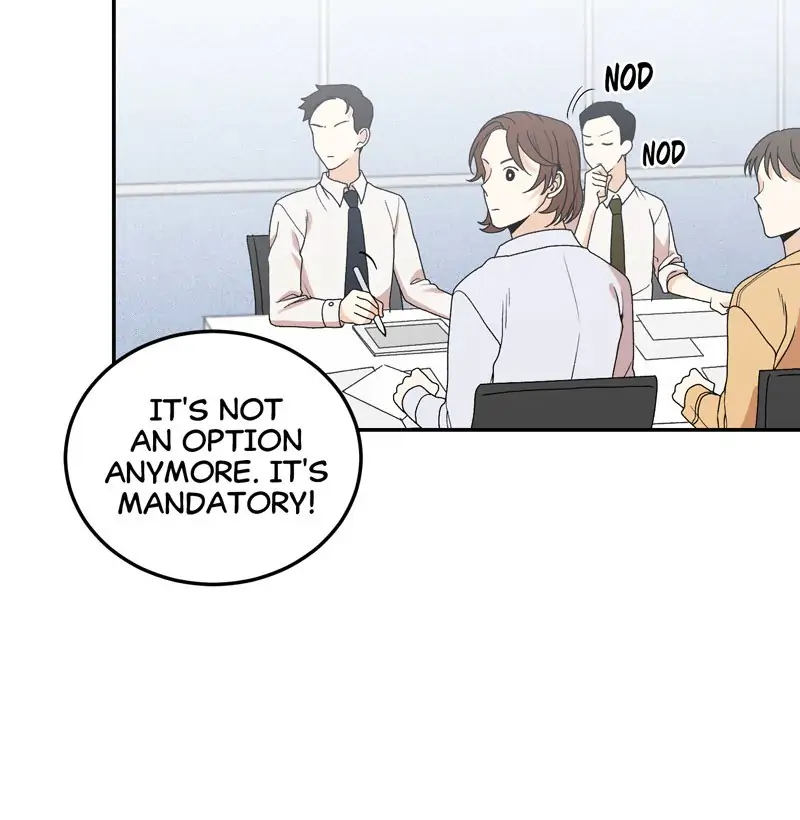 NOD
NOD
IT'S NOT
AN OPTION
ANYMORE. IT'S
MANDATORY!